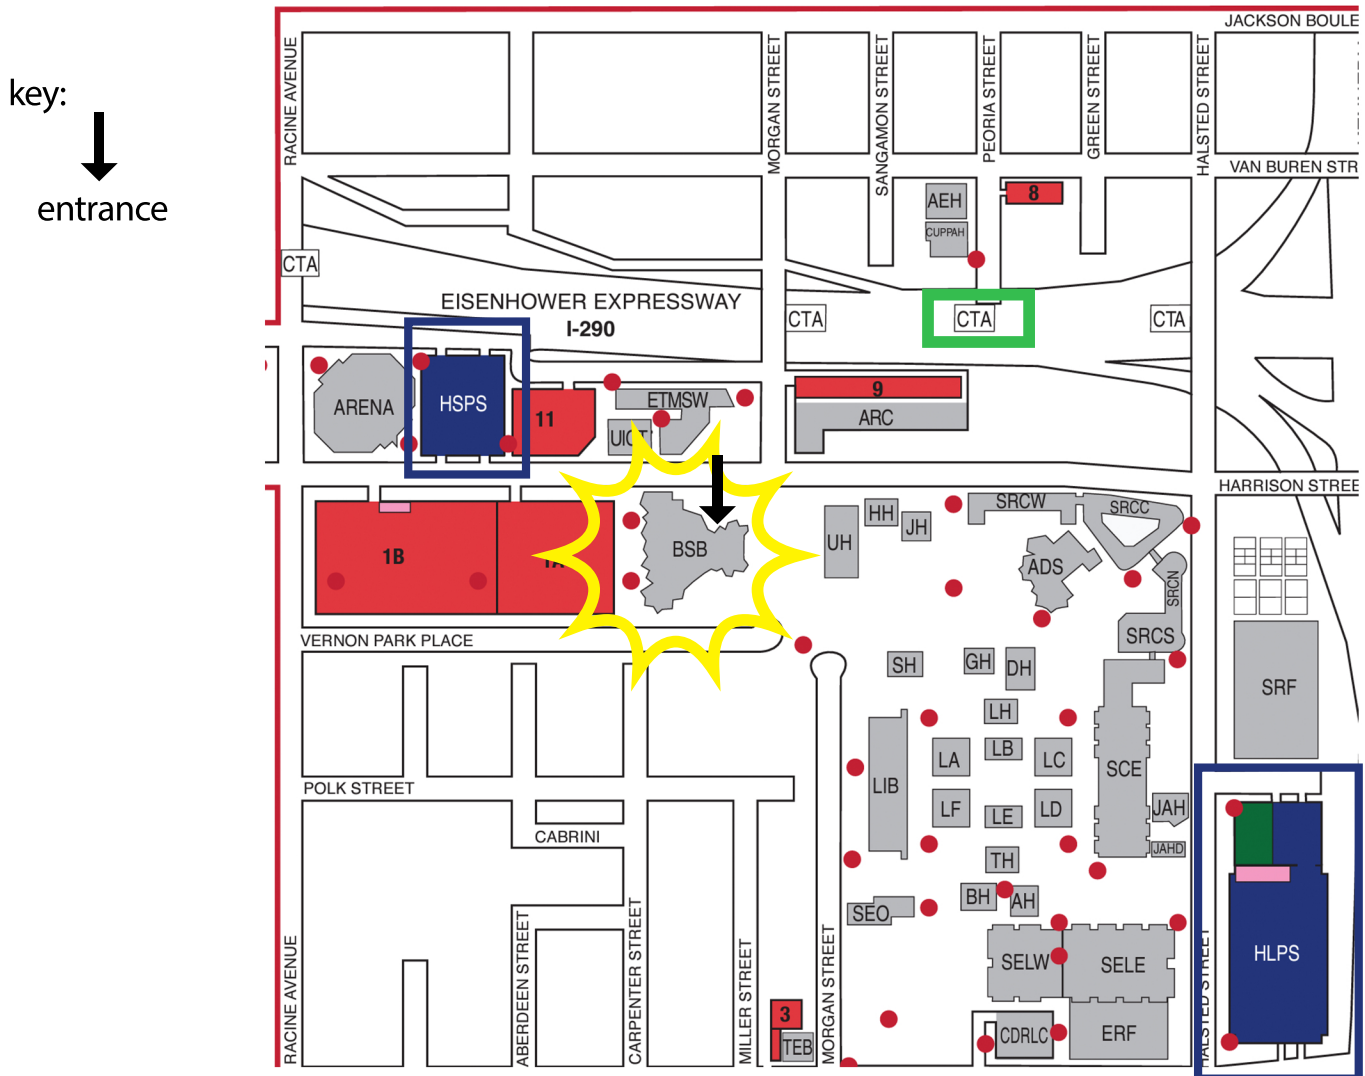 JACKSON BOULE
RACINE AVENUE
MORGAN STREET
SANGAMON STREET
PEORIA STREET
GREEN STREET
HALSTED STREET
key:
entrance
VAN BUREN STR
AEH
8
CUPPAH
CTA
EISENHOWER EXPRESSWAY
I-290
CTA
CTA
CTA
ARENA
HSPS
11
ETMSW
UICT
9
ARC
HARRISON STREE
1B
1A
BSB
UH
HH
JH
SRCW
SRCC
ADS
SRCN
SRCS
VERNON PARK PLACE
SH
GH
DH
SRF
LH
LA
LB
LC
SCE
LIB
POLK STREET
LF
LE
LD
JAH
CABRINI
JAHD
TH
BH
AH
SEO
RACINE AVENUE
ABERDEEN STREET
CARPENTER STREET
MILLER STREET
MORGAN STREET
SELW
SELE
HALSTED STREET
HLPS
3
TEB
CDRLC
ERF